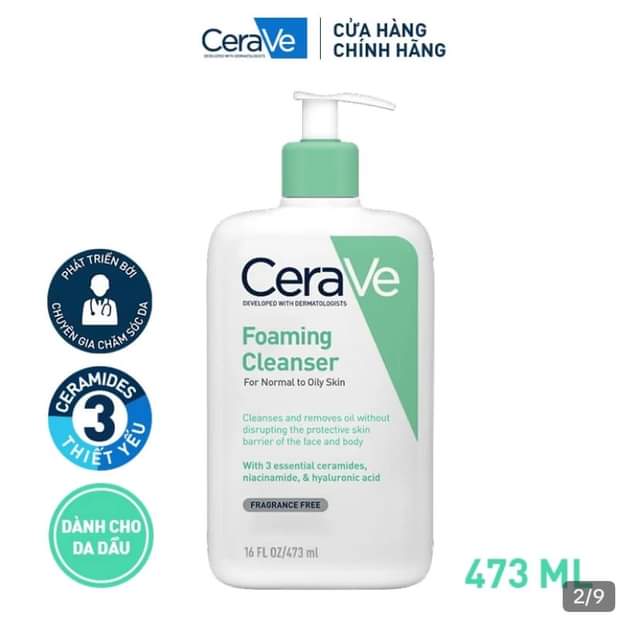 CeraVe
DEVELOPED WITH DERMATOLOGISTS
CỬA HÀNG
CHÍNH HÃNG
PHÁT TRIỂN BỞI
CHUYÊN GIA CHĂM SÓC DA
CERAMIDES
3
THIẾT YẾU
DÀNH CHO
DA DẦU
CeraVe
DEVELOPED WITH DERMATOLOGISTS
Foaming
Cleanser
For Normal to Oily Skin
Cleanses and removes oil without
disrupting the protective skin
barrier of the face and body
With 3 essential ceramides,
niacinamide, & hyaluronic acid
FRAGRANCE FREE
16 FL OZ/473 ml
473 ML
2/9